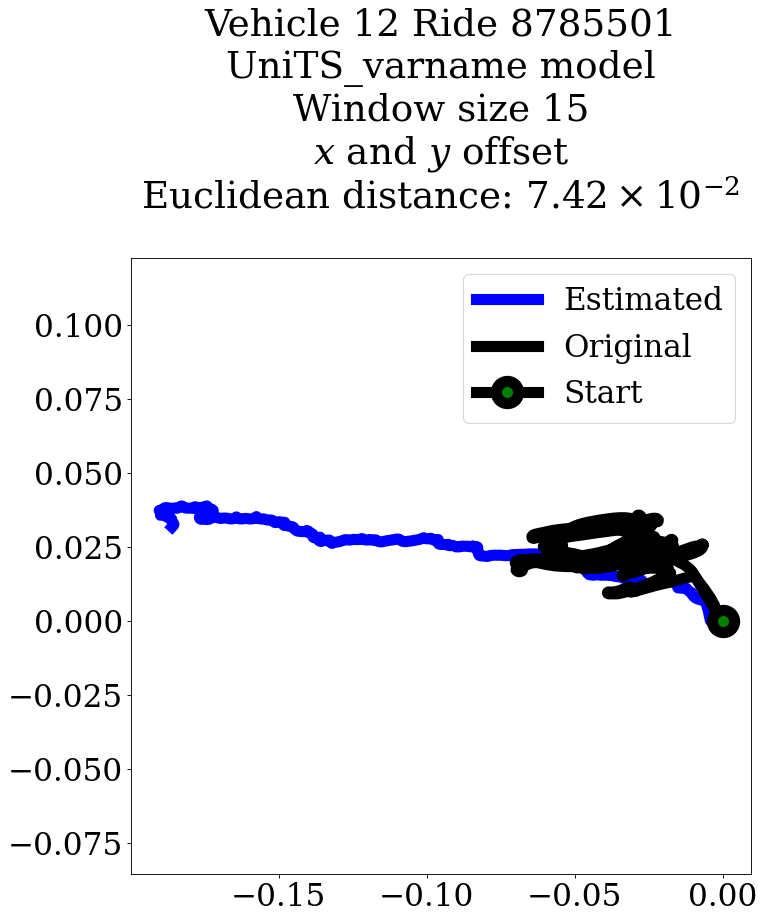 Vehicle 12 Ride 8785501
UniTS_varname model
Window size 15
x and y offset
Euclidean distance: 7.42 × 10⁻²
Estimated
Original
Start
0.100
0.075
0.050
0.025
0.000
−0.025
−0.050
−0.075
−0.15 −0.10 −0.05 0.00